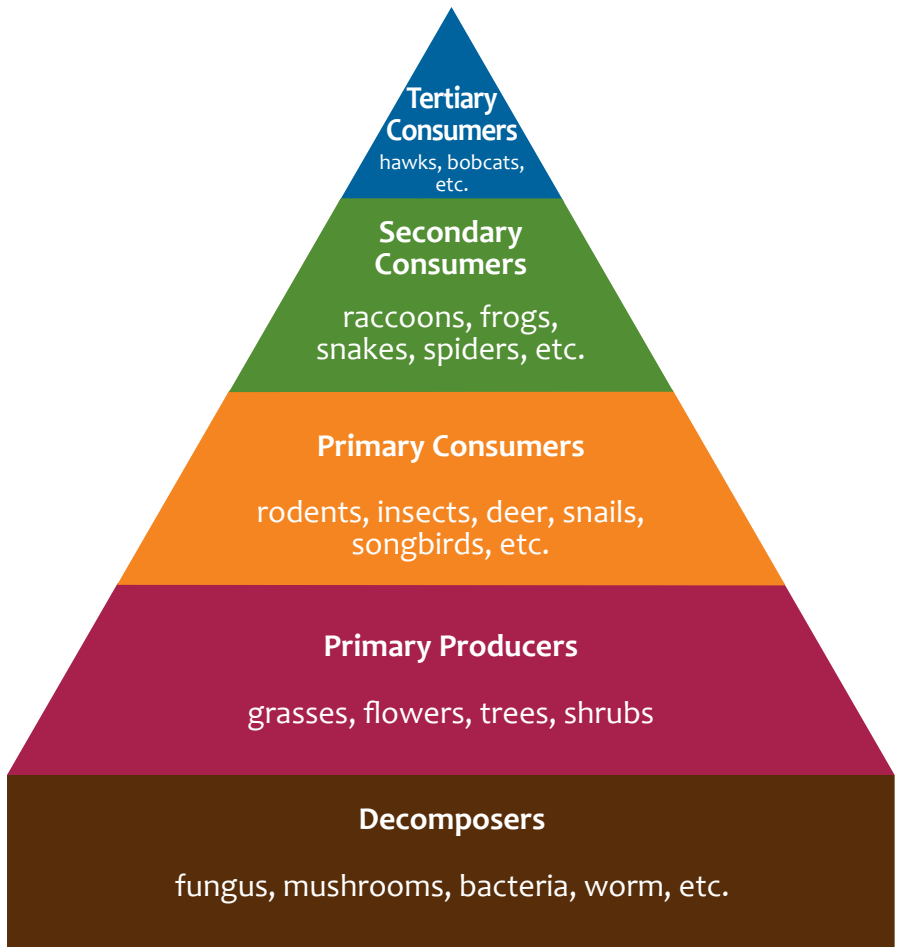 Tertiary
Consumers
hawks, bobcats,
etc.
Secondary
Consumers
raccoons, frogs,
snakes, spiders, etc.
Primary Consumers
rodents, insects, deer, snails,
songbirds, etc.
Primary Producers
grasses, flowers, trees, shrubs
Decomposers
fungus, mushrooms, bacteria, worm, etc.